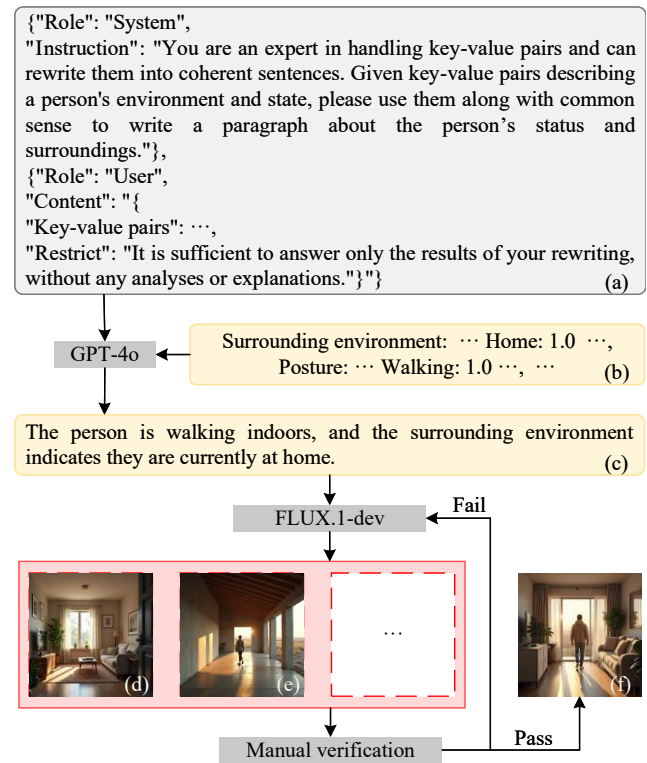 {"Role": "System",
"Instruction": "You are an expert in handling key-value pairs and can
rewrite them into coherent sentences. Given key-value pairs describing
a person's environment and state, please use them along with common
sense to write a paragraph about the person’s status and
surroundings."},
{"Role": "User",
"Content": "{
"Key-value pairs": ···,
"Restrict": "It is sufficient to answer only the results of your rewriting,
without any analyses or explanations."}"}
(a)
GPT-4o
Surrounding environment: ··· Home: 1.0 ···,
Posture: ··· Walking: 1.0 ···, ···
(b)
The person is walking indoors, and the surrounding environment
indicates they are currently at home.
(c)
FLUX.1-dev
Fail
(d)
(e)
...
(f)
Manual verification
Pass